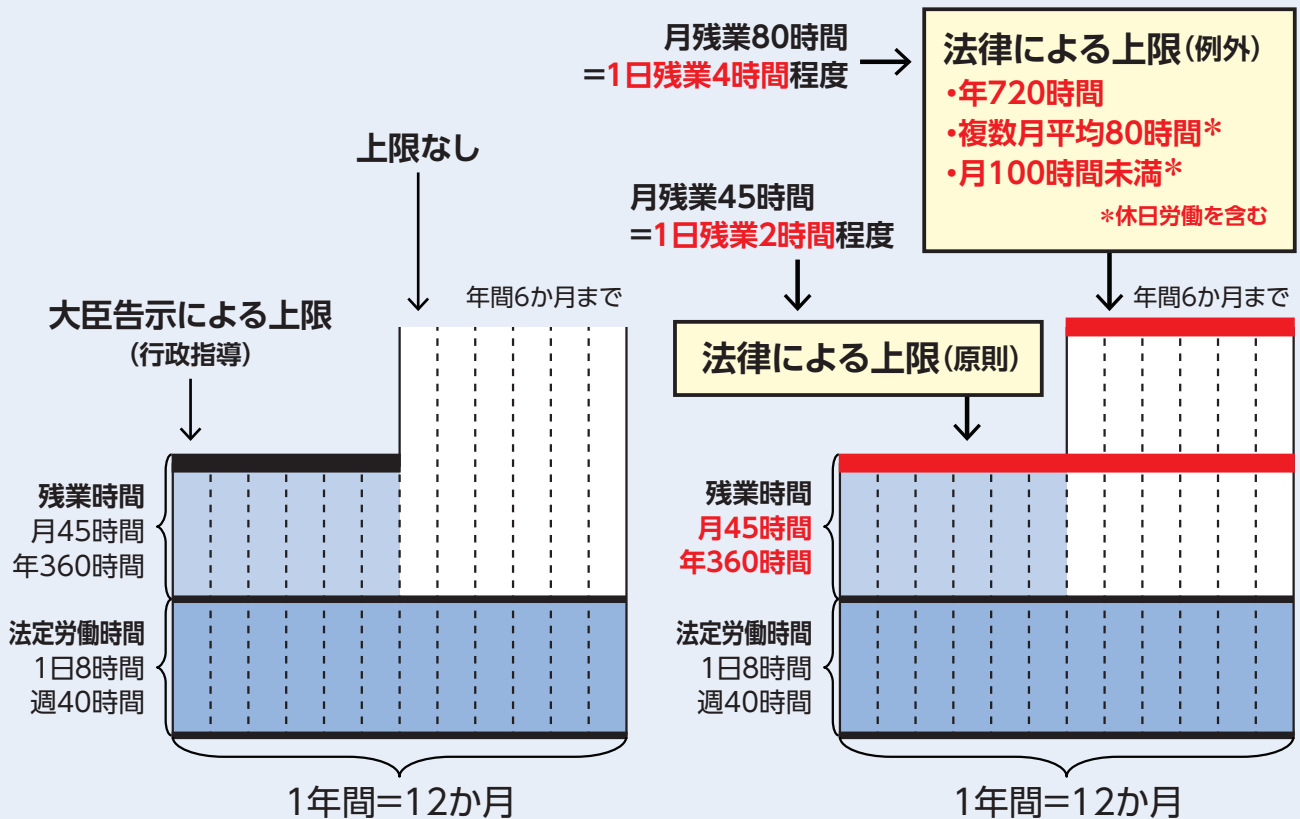 上限なし
年間6か月まで
大臣告示による上限
(行政指導)
残業時間
月45時間
年360時間
法定労働時間
1日8時間
週40時間
1年間=12か月
月残業80時間
=1日残業4時間程度
法律による上限(例外)
・年720時間
・複数月平均80時間*
・月100時間未満*
*休日労働を含む
月残業45時間
=1日残業2時間程度
年間6か月まで
法律による上限(原則)
残業時間
月45時間
年360時間
法定労働時間
1日8時間
週40時間
1年間=12か月